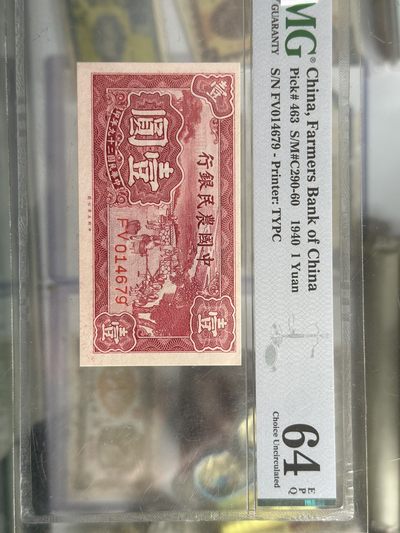 PMG®
GUARANTY
China, Farmers Bank of China
Pick# 463 S/M#C290-60 1940 1 Yuan
S/N FV014679 - Printer: TYPC
64 EPQ
Choice Uncirculated
行銀民農國中
壹圓
壹
壹
FV014679